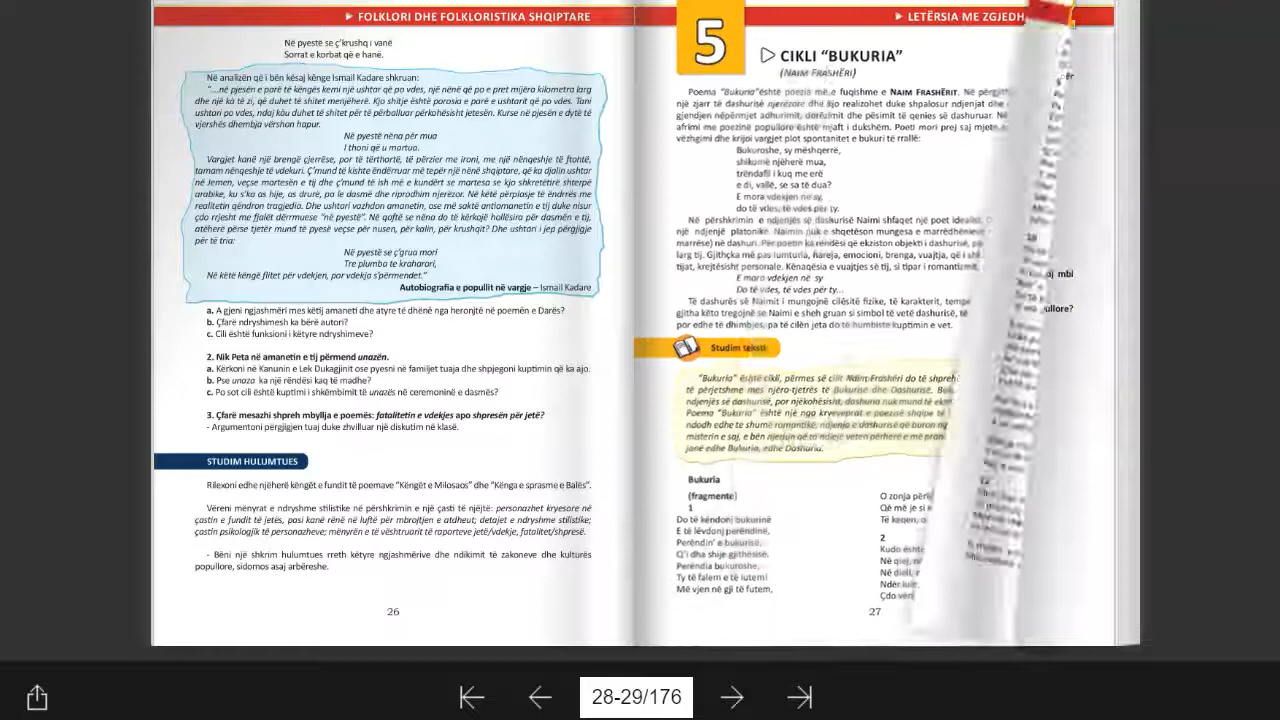 FOLKLORI DHE FOLKLORISTIKA SHQIPTARE
Në pyestë se ç'krushq i vanë
Sorrat e korbat që e hanë.
Në analizën që i bën kësaj kënge Ismail Kadare shkruan:
"...në pjesën e parë të këngës kemi një ushtar që po vdes, një nënë që po e pret mijëra kilometra larg
dhe një ka të zi, që duhet të shitet menjëherë. Kjo shitje është porosia e parë e ushtarit që po vdes. Tani
ushtari po vdes, ndaj kau duhet të shitet për të përballuar përkohësisht jetesën. Kurse në pjesën e dytë të
vjershës dhembja vërshon hapur.
Në pyestë nëna për mua
I thoni që u martua.
Vargjet kanë një brengë çjerrëse, por të tërthortë, të përzier me ironi, me një nënqeshje të ftohtë,
tamam nënqeshje të vdekuri. Ç'mund të kishte ëndërruar më tepër një nënë shqiptare, që ka djalin ushtar
në Jemen, veçse martesën e tij dhe ç'mund të ish më e kundërt se martesa se kjo shkretëtirë shterpë
arabike, ku s'ka as hije, as drurë, pa le dasmë dhe riprodhim njerëzor. Në këtë përplasje të ëndrrës me
realitetin qëndron tragjedia. Dhe ushtari vazhdon amanetin, ose më saktë antiamanetin e tij duke nisur
çdo rrjesht me fjalët dërrmuese "në pyestë". Në qoftë se nëna do të kërkojë hollësira për dasmën e tij,
atëherë përse tjetër mund të pyesë veçse për nusen, për kalin, për krushqit? Dhe ushtari i jep përgjigje
për të tria:
Në pyestë se ç'grua mori
Tre plumba te kraharori,
Në këtë këngë flitet për vdekjen, por vdekja s'përmendet."
Autobiografia e popullit në vargje – Ismail Kadare
a. A gjeni ngjashmëri mes këtij amaneti dhe atyre të dhënë nga heronjtë në poemën e Darës?
b. Çfarë ndryshimesh ka bërë autori?
c. Cili është funksioni i këtyre ndryshimeve?
2. Nik Peta në amanetin e tij përmend unazën.
a. Kërkoni në Kanunin e Lek Dukagjinit ose pyesni në familjet tuaja dhe shpjegoni kuptimin që ka ajo.
b. Pse unaza ka një rëndësi kaq të madhe?
c. Po sot cili është kuptimi i shkëmbimit të unazës në ceremoninë e dasmës?
3. Çfarë mesazhi shpreh mbyllja e poemës: fatalitetin e vdekjes apo shpresën për jetë?
- Argumentoni përgjigjen tuaj duke zhvilluar një diskutim në klasë.
STUDIM HULUMTUES
Rilexoni edhe njëherë këngët e fundit të poemave "Këngët e Milosaos" dhe "Kënga e sprasme e Balës".
Vëreni mënyrat e ndryshme stilistike në përshkrimin e një çasti të njëjtë: personazhet kryesore në
çastin e fundit të jetës, pasi kanë rënë në luftë për mbrojtjen e atdheut; detajet e ndryshme stilistike;
çastin psikologjik të personazheve; mënyrën e të vështruarit të raporteve jetë/vdekje, fatalitet/shpresë.
- Bëni një shkrim hulumtues rreth këtyre ngjashmërive dhe ndikimit të zakoneve dhe kulturës
popullore, sidomos asaj arbëreshe.
26
LETËRSIA ME ZGJEDH
5
CIKLI "BUKURIA"
(NAIM FRASHËRI)
Poema "Bukuria" është poezia më e fuqishme e NAIM FRASHËRIT. Në përgjith
një zjarr të dashurisë njerëzore dhe kjo realizohet duke shpalosur ndjenjat dhe
gjendjen nëpërmjet adhurimit, dorëzimit dhe pësimit të qenies së dashuruar. Në
afrimi me poezinë popullore është mjaft i dukshëm. Poeti mori prej saj mjete
vëzhgimi dhe krijoi vargjet plot spontanitet e bukuri të rrallë:
Bukuroshe, sy mëshqerrë,
shikomë njëherë mua,
trëndafil i kuq me erë
e di, vallë, se sa të dua?
E mora vdekjen ne sy,
do të vdes, të vdes për ty.
Në përshkrimin e ndjenjës së dashurisë Naimi shfaqet një poet idealist.
një ndjenjë platonike. Naimin nuk e shqetëson mungesa e marrëdhënieve
marrëse) në dashuri. Për poetin ka rëndësi që ekziston objekti i dashurisë, pa
larg tij. Gjithçka më pas lumturia, hareja, emocioni, brenga, vuajtja, që i
tijat, krejtësisht personale. Kënaqësia e vuajtjes së tij, si tipar i romantizmit,
E mora vdekjen në sy
Do të vdes, të vdes për ty...
Të dashurës së Naimit i mungojnë cilësitë fizike, të karakterit, tempe
gjitha këto tregojnë se Naimi e sheh gruan si simbol të vetë dashurisë, të
por edhe të dhimbjes, pa të cilën jeta do të humbiste kuptimin e vet.
Studim teksti
"Bukuria" është cikli, përmes së cilit Naim Frashëri do të shpreh
të përjetshme mes njëra-tjetrës të Bukurisë dhe Dashurisë. Buk
ndjenjës së dashurisë, por njëkohësisht, dashuria nuk mund të ekz
Poema "Bukuria" është një nga kryeveprat e poezisë shqipe të
ndodh edhe te shumë romantikë, ndjenja e dashurisë që buron ng
misterin e saj, e bën njeriun që ta ndiejë veten përherë e më pran
janë edhe Bukuria, edhe Dashuria.
Bukuria
(fragmente)
1
Do të këndonj bukurinë
E të lëvdonj perëndinë,
Perëndin' e bukurisë,
Q'i dha shije gjithësisë.
Perëndia bukuroshe,
Ty të falem e të lutem!
Më vjen në gji të futem,
O zonja
Që më je si
Të keqen,
2
Kudo është
Në qiej,
Në diell,
Ndër lule,
Çdo
27
28-29/176